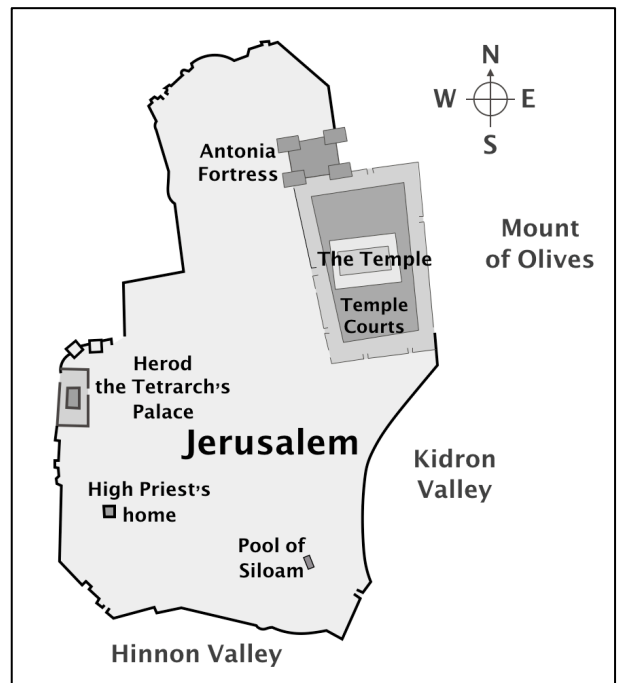 N
W E
S
Antonia
Fortress
Mount
of Olives
The Temple
Temple
Courts
Herod
the Tetrarch's
Palace
Jerusalem
Kidron
Valley
High Priest's
home
Pool of
Siloam
Hinnon Valley